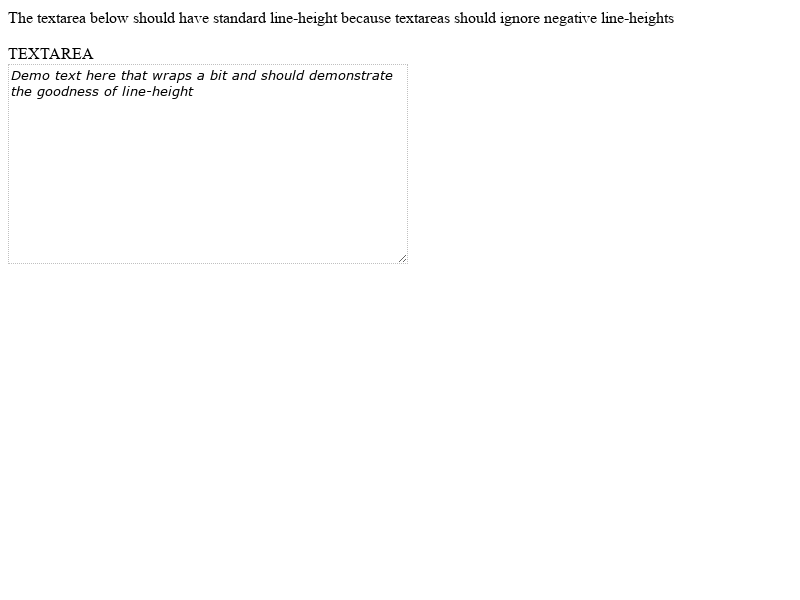 The textarea below should have standard line-height because textareas should ignore negative line-heights
TEXTAREA
Demo text here that wraps a bit and should demonstrate
the goodness of line-height